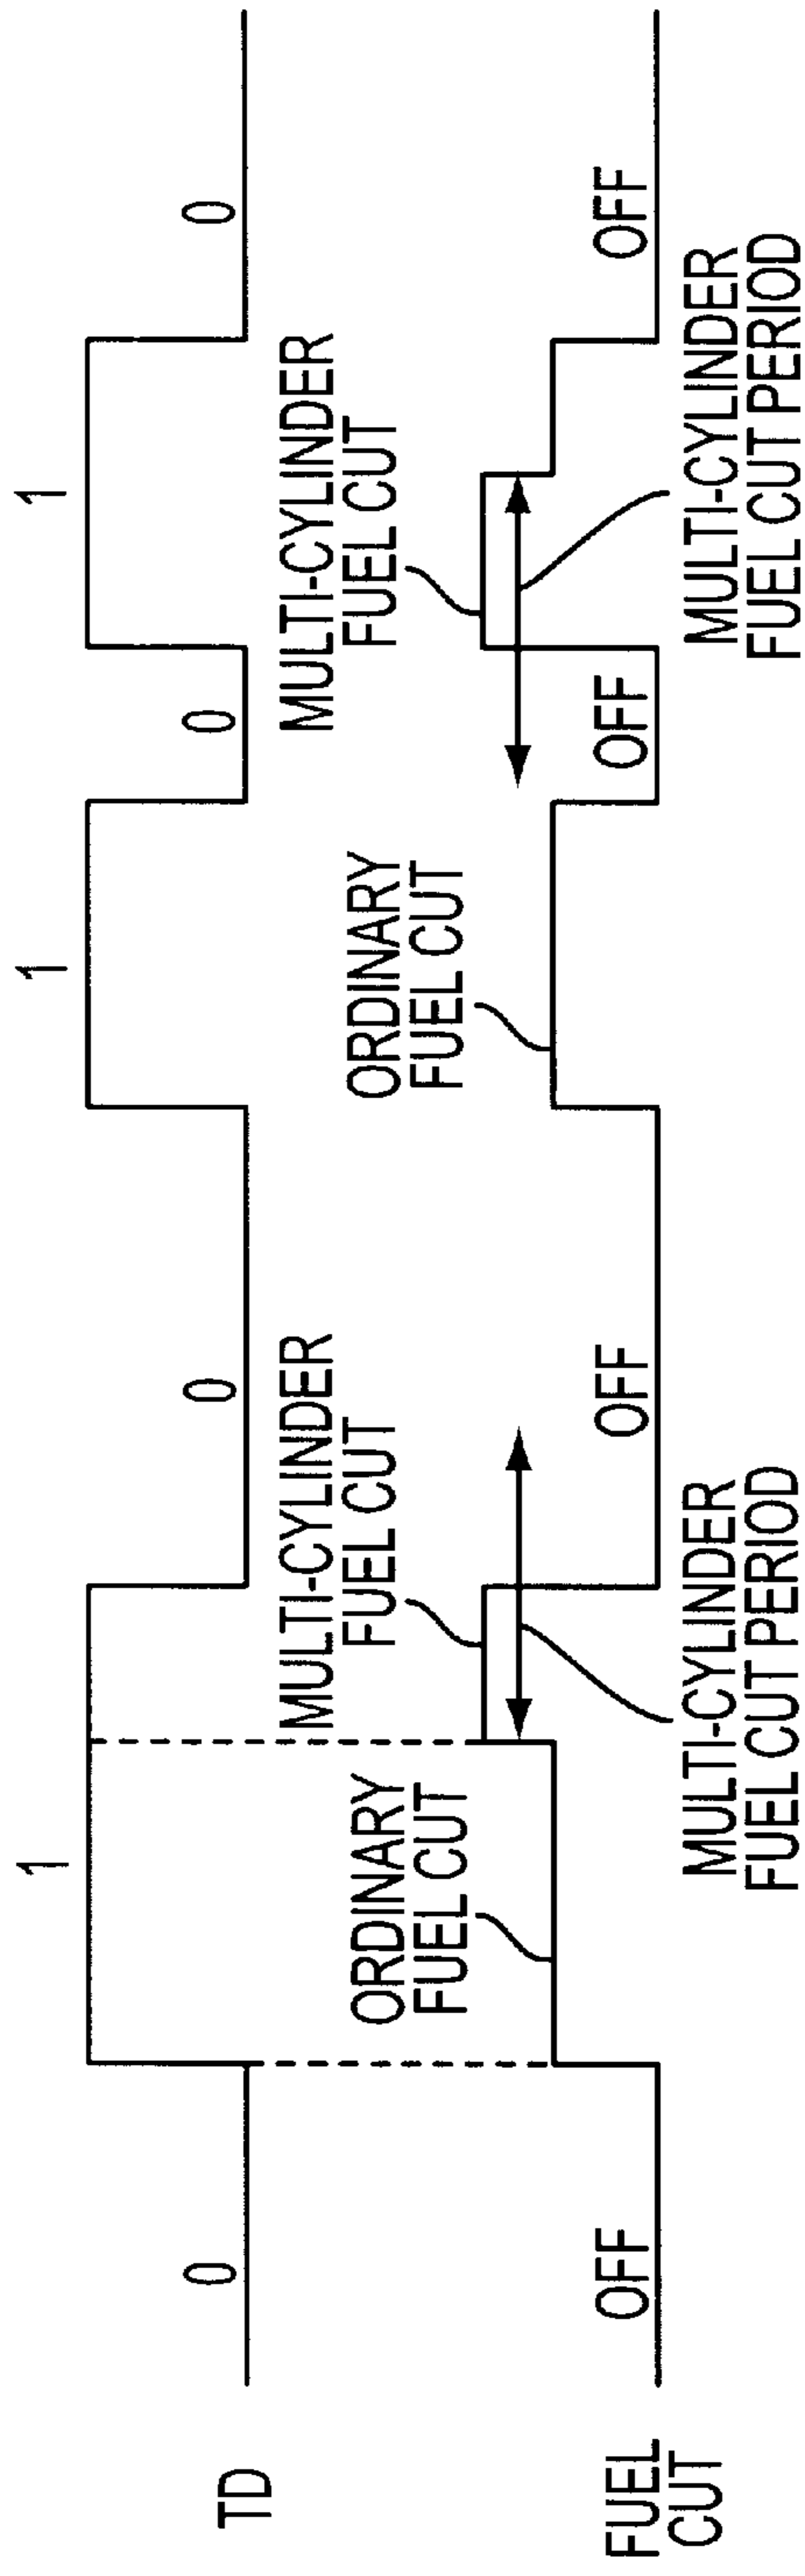 TD
0
1
0
1
0
1
0
FUEL
CUT
OFF
ORDINARY
FUEL CUT
MULTI-CYLINDER
FUEL CUT
MULTI-CYLINDER
FUEL CUT PERIOD
OFF
ORDINARY
FUEL CUT
OFF
MULTI-CYLINDER
FUEL CUT
MULTI-CYLINDER
FUEL CUT PERIOD
OFF